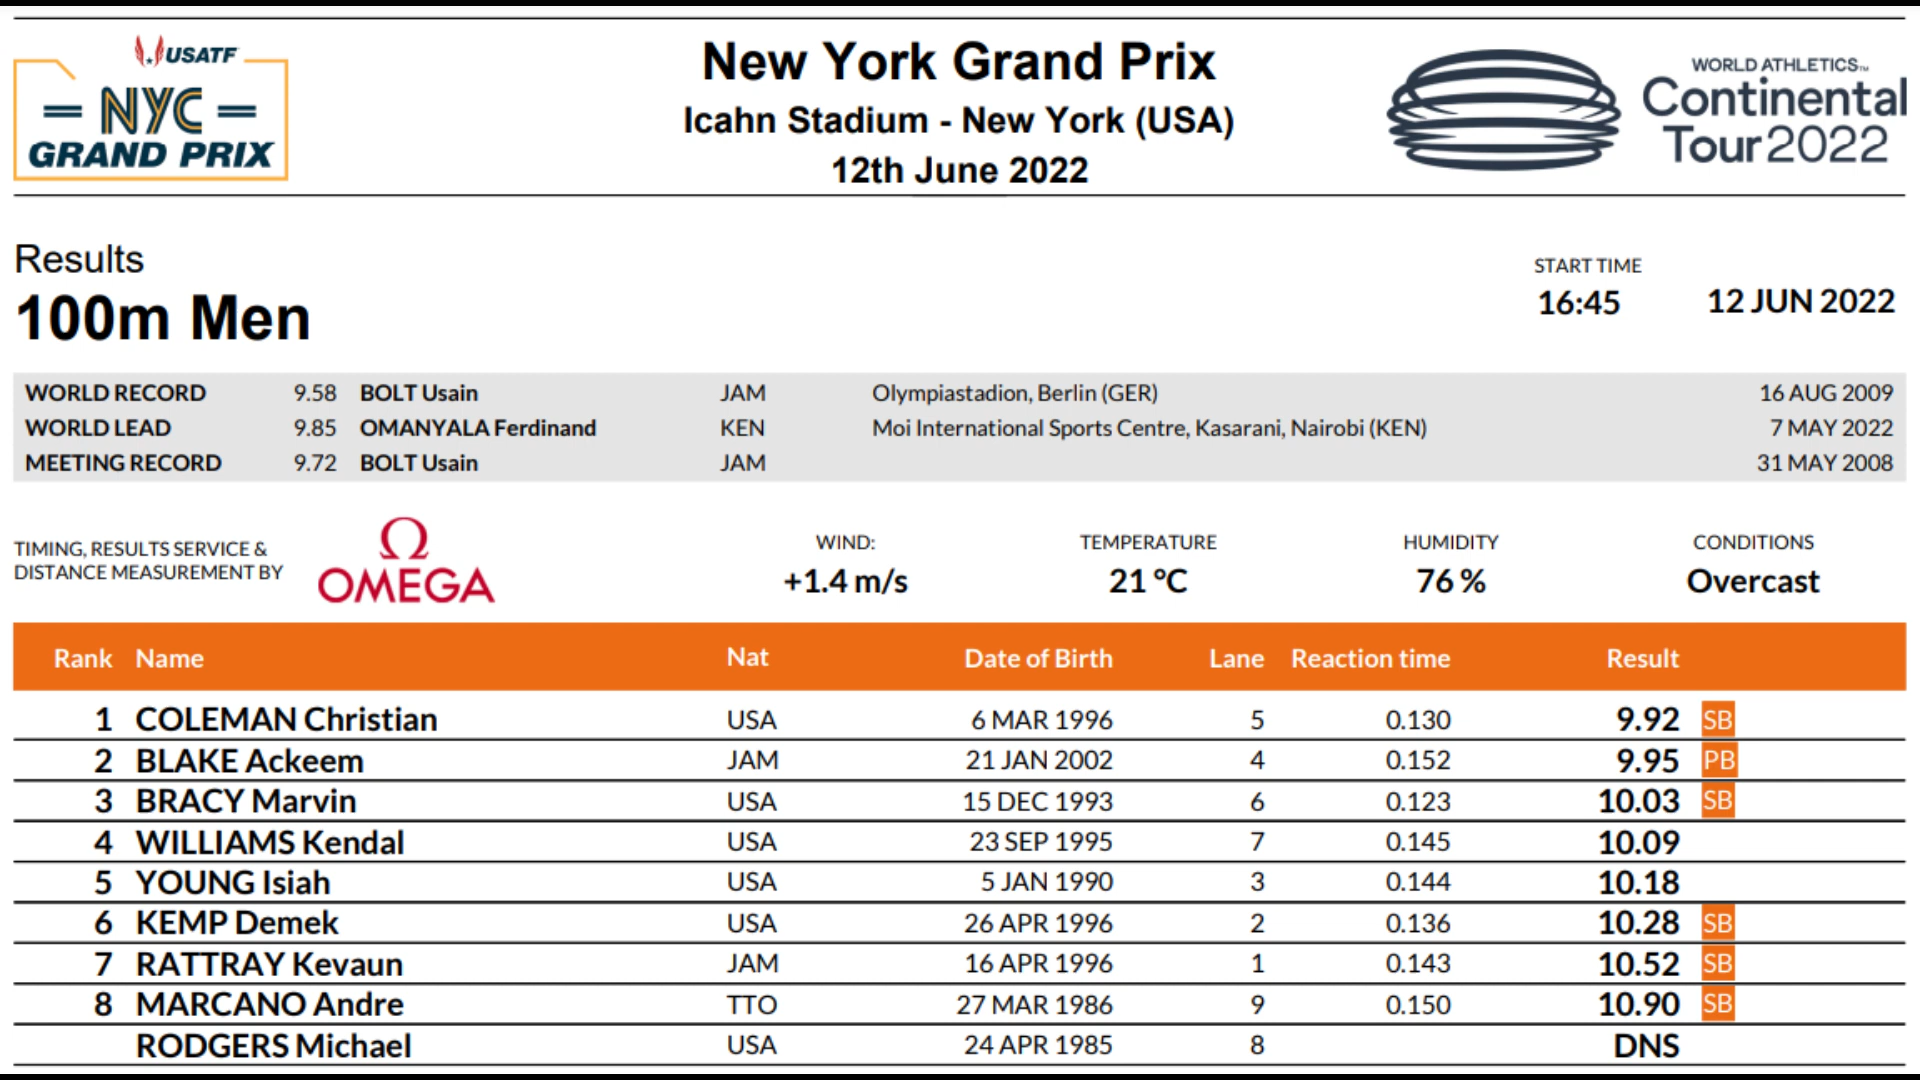 USATF
NYC
GRAND PRIX
New York Grand Prix
Icahn Stadium - New York (USA)
12th June 2022
WORLD ATHLETICS™
Continental
Tour2022
Results
100m Men
START TIME
16:45 12 JUN 2022
WORLD RECORD 9.58 BOLT Usain JAM Olympiastadion, Berlin (GER) 16 AUG 2009
WORLD LEAD 9.85 OMANYALA Ferdinand KEN Moi International Sports Centre, Kasarani, Nairobi (KEN) 7 MAY 2022
MEETING RECORD 9.72 BOLT Usain JAM 31 MAY 2008
TIMING, RESULTS SERVICE &
DISTANCE MEASUREMENT BY
Ω
OMEGA
WIND: TEMPERATURE HUMIDITY CONDITIONS
+1.4 m/s 21 °C 76 % Overcast
Rank Name Nat Date of Birth Lane Reaction time Result
1 COLEMAN Christian USA 6 MAR 1996 5 0.130 9.92 SB
2 BLAKE Ackeem JAM 21 JAN 2002 4 0.152 9.95 PB
3 BRACY Marvin USA 15 DEC 1993 6 0.123 10.03 SB
4 WILLIAMS Kendal USA 23 SEP 1995 7 0.145 10.09
5 YOUNG Isiah USA 5 JAN 1990 3 0.144 10.18
6 KEMP Demek USA 26 APR 1996 2 0.136 10.28 SB
7 RATTRAY Kevaun JAM 16 APR 1996 1 0.143 10.52 SB
8 MARCANO Andre TTO 27 MAR 1986 9 0.150 10.90 SB
RODGERS Michael USA 24 APR 1985 8 DNS